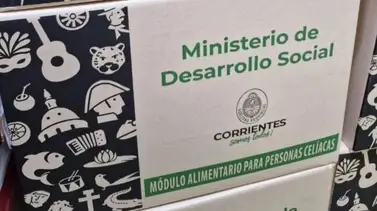 Ministerio de
Desarrollo Social
CORRIENTES
somos todos!
MÓDULO ALIMENTARIO PARA PERSONAS CELÍACAS